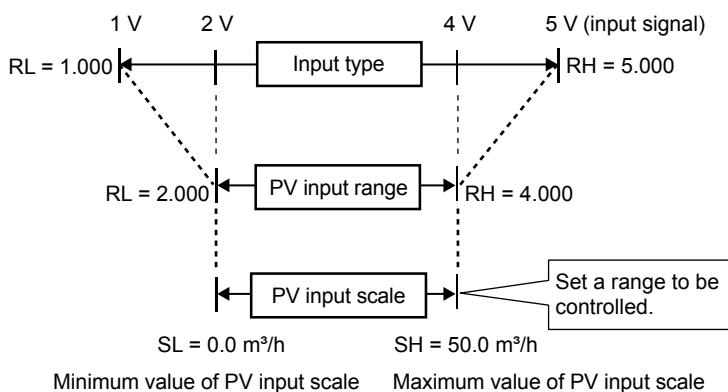 1 V 2 V 4 V 5 V (input signal)
RL = 1.000 Input type RH = 5.000
RL = 2.000 PV input range RH = 4.000
PV input scale Set a range to be
controlled.
SL = 0.0 m³/h SH = 50.0 m³/h
Minimum value of PV input scale Maximum value of PV input scale